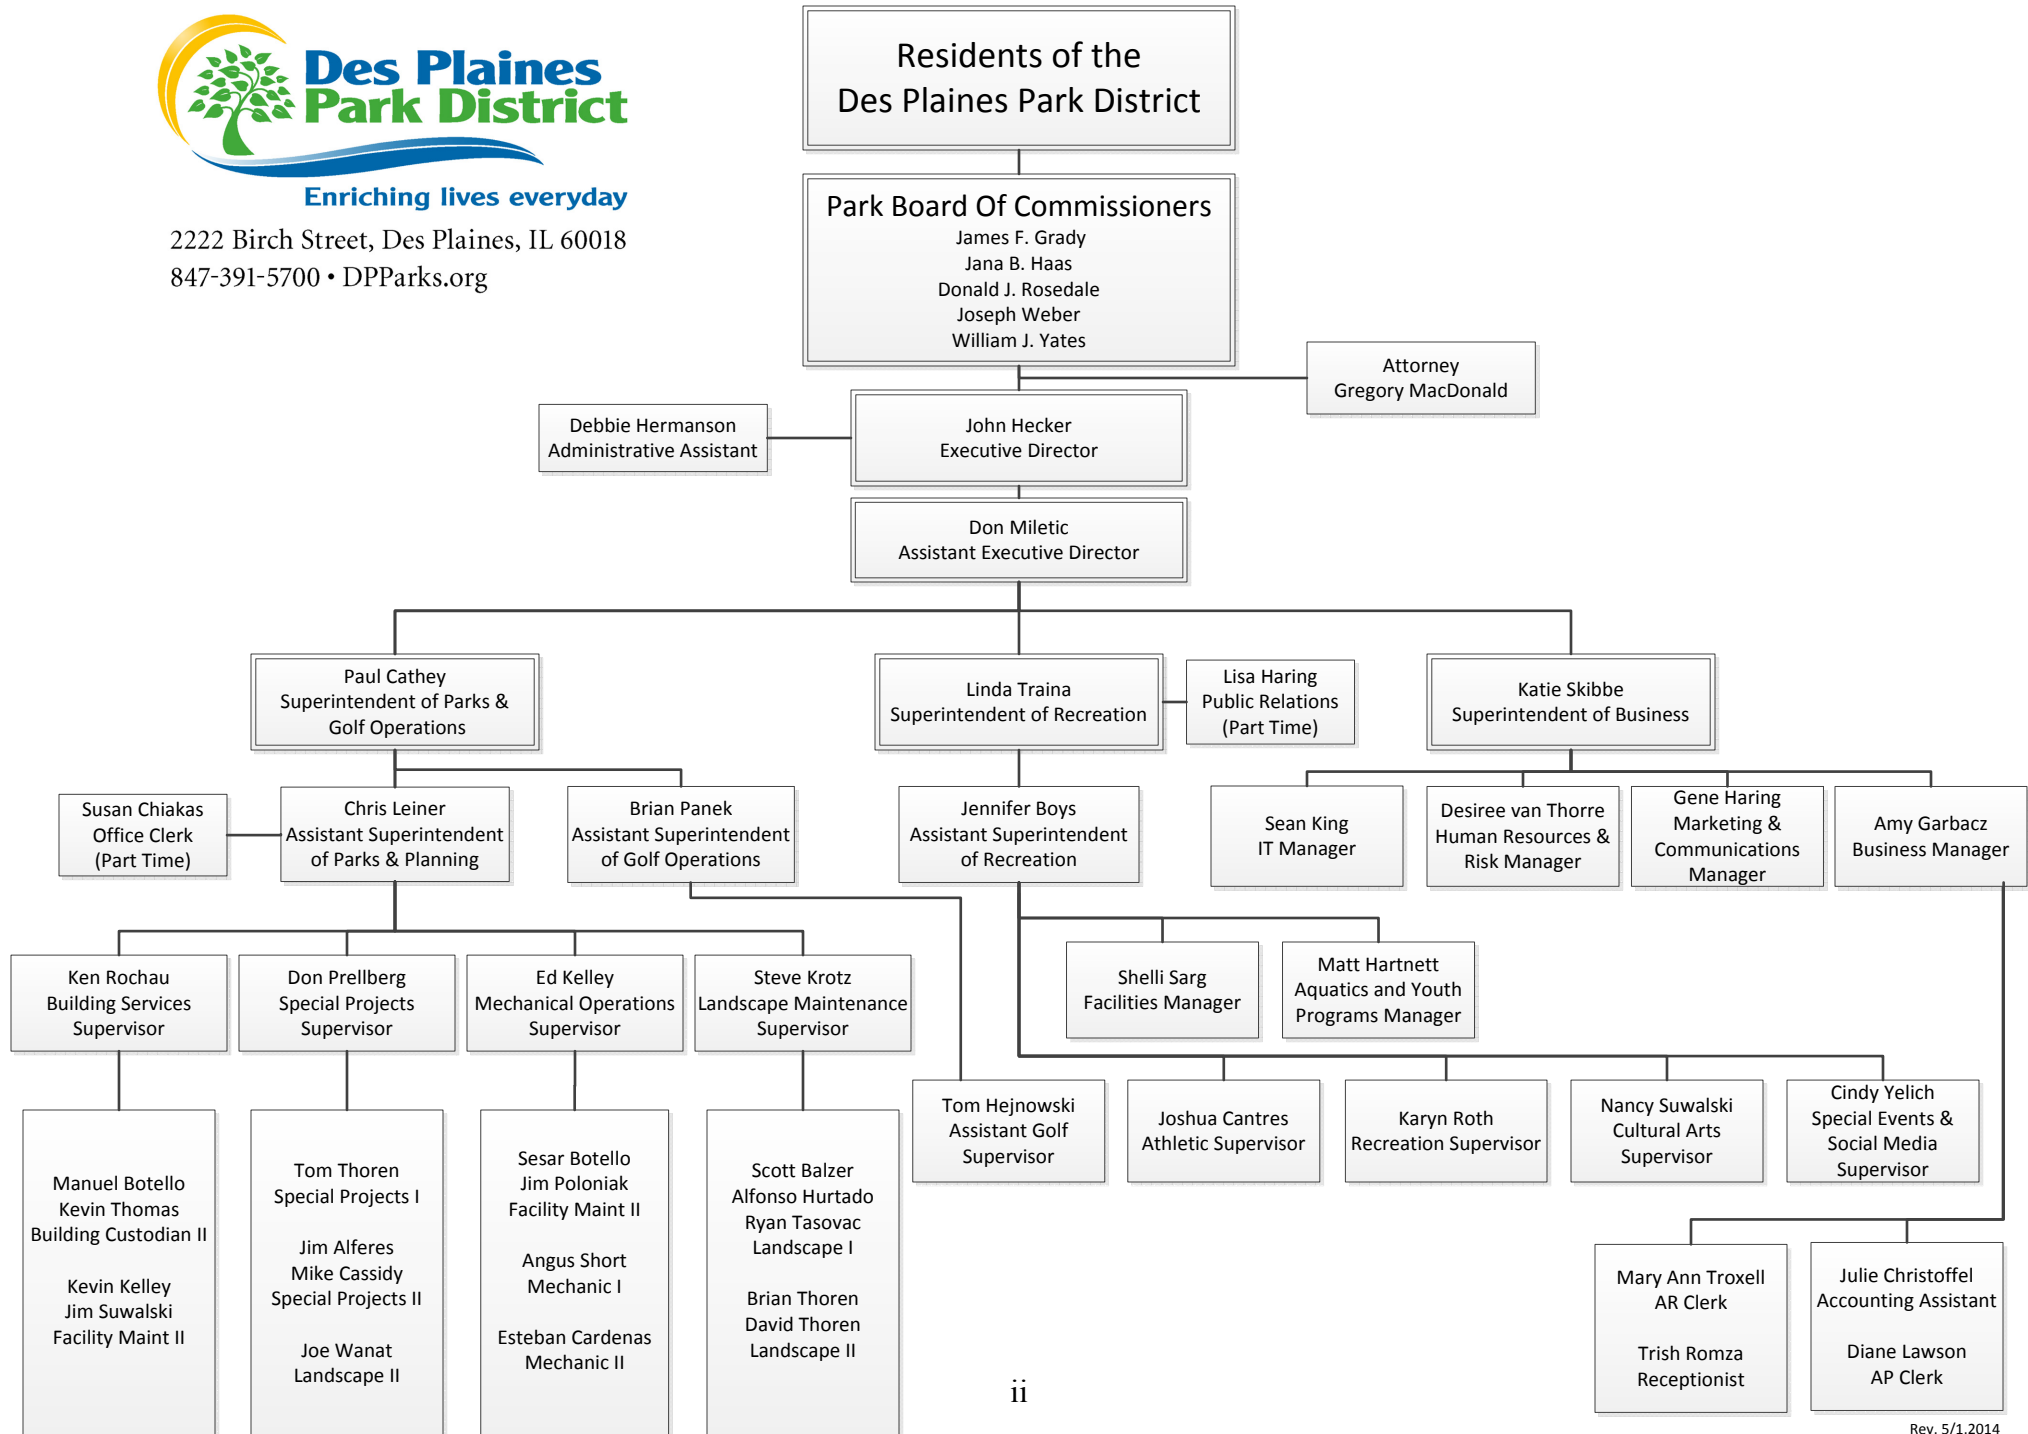 Des Plaines
Park District
Enriching lives everyday
2222 Birch Street, Des Plaines, IL 60018
847-391-5700 • DPParks.org
Residents of the
Des Plaines Park District
Park Board Of Commissioners
James F. Grady
Jana B. Haas
Donald J. Rosedale
Joseph Weber
William J. Yates
Attorney
Gregory MacDonald
Debbie Hermanson
Administrative Assistant
John Hecker
Executive Director
Don Miletic
Assistant Executive Director
Paul Cathey
Superintendent of Parks &
Golf Operations
Linda Traina
Superintendent of Recreation
Lisa Haring
Public Relations
(Part Time)
Katie Skibbe
Superintendent of Business
Susan Chiakas
Office Clerk
(Part Time)
Chris Leiner
Assistant Superintendent
of Parks & Planning
Brian Panek
Assistant Superintendent
of Golf Operations
Jennifer Boys
Assistant Superintendent
of Recreation
Sean King
IT Manager
Desiree van Thorre
Human Resources &
Risk Manager
Gene Haring
Marketing &
Communications
Manager
Amy Garbacz
Business Manager
Ken Rochau
Building Services
Supervisor
Don Prellberg
Special Projects
Supervisor
Ed Kelley
Mechanical Operations
Supervisor
Steve Krotz
Landscape Maintenance
Supervisor
Shelli Sarg
Facilities Manager
Matt Hartnett
Aquatics and Youth
Programs Manager
Tom Hejnowski
Assistant Golf
Supervisor
Joshua Cantres
Athletic Supervisor
Karyn Roth
Recreation Supervisor
Nancy Suwalski
Cultural Arts
Supervisor
Cindy Yelich
Special Events &
Social Media
Supervisor
Manuel Botello
Kevin Thomas
Building Custodian II
Kevin Kelley
Jim Suwalski
Facility Maint II
Tom Thoren
Special Projects I
Jim Alferes
Mike Cassidy
Special Projects II
Joe Wanat
Landscape II
Sesar Botello
Jim Poloniak
Facility Maint II
Angus Short
Mechanic I
Esteban Cardenas
Mechanic II
Scott Balzer
Alfonso Hurtado
Ryan Tasovac
Landscape I
Brian Thoren
David Thoren
Landscape II
Mary Ann Troxell
AR Clerk
Trish Romza
Receptionist
Julie Christoffel
Accounting Assistant
Diane Lawson
AP Clerk
ii
Rev. 5/1.2014